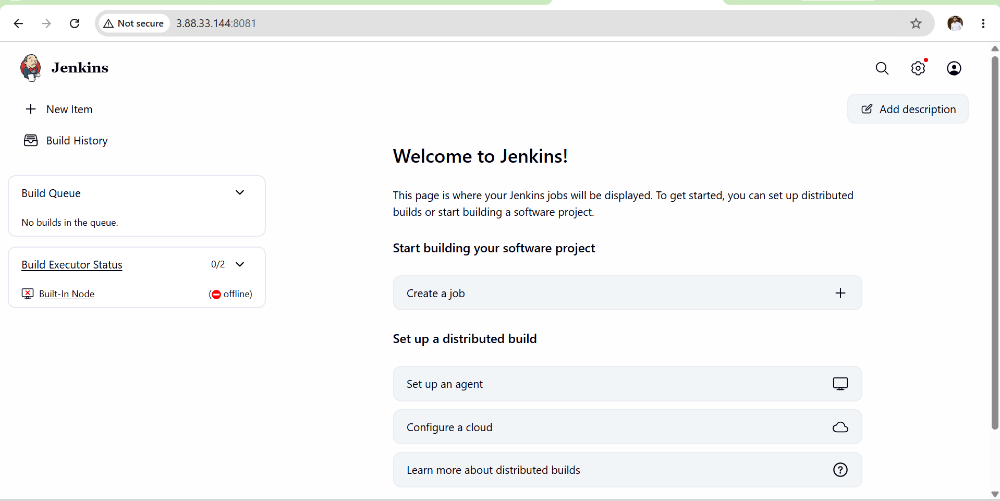 Not secure 3.88.33.144:8081
Jenkins
New Item
Add description
Build History
Build Queue
No builds in the queue.
Build Executor Status 0/2
Built-In Node (offline)
Welcome to Jenkins!
This page is where your Jenkins jobs will be displayed. To get started, you can set up distributed
builds or start building a software project.
Start building your software project
Create a job
Set up a distributed build
Set up an agent
Configure a cloud
Learn more about distributed builds